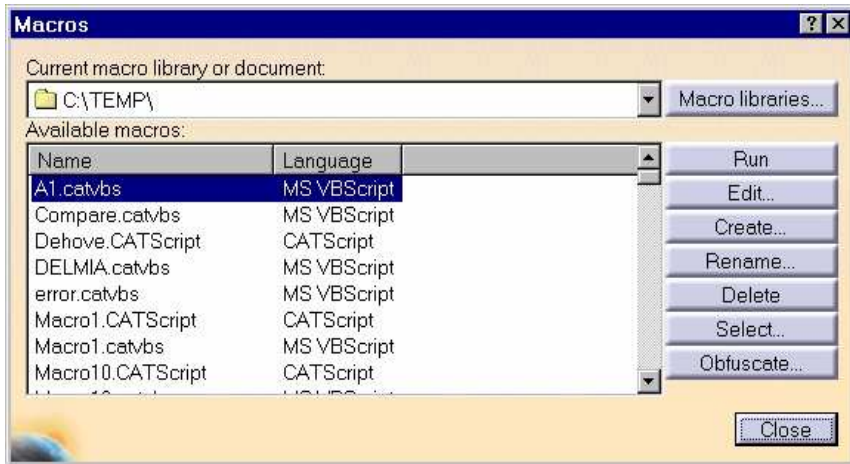 Macros
Current macro library or document:
C:\TEMP\
Macro libraries...
Available macros:
Name Language
A1.catvbs MS VBScript
Compare.catvbs MS VBScript
Dehove.CATScript CATScript
DELMIA.catvbs MS VBScript
error.catvbs MS VBScript
Macro1.CATScript CATScript
Macro1.catvbs MS VBScript
Macro10.CATScript CATScript
Run
Edit...
Create...
Rename...
Delete
Select...
Obfuscate...
Close